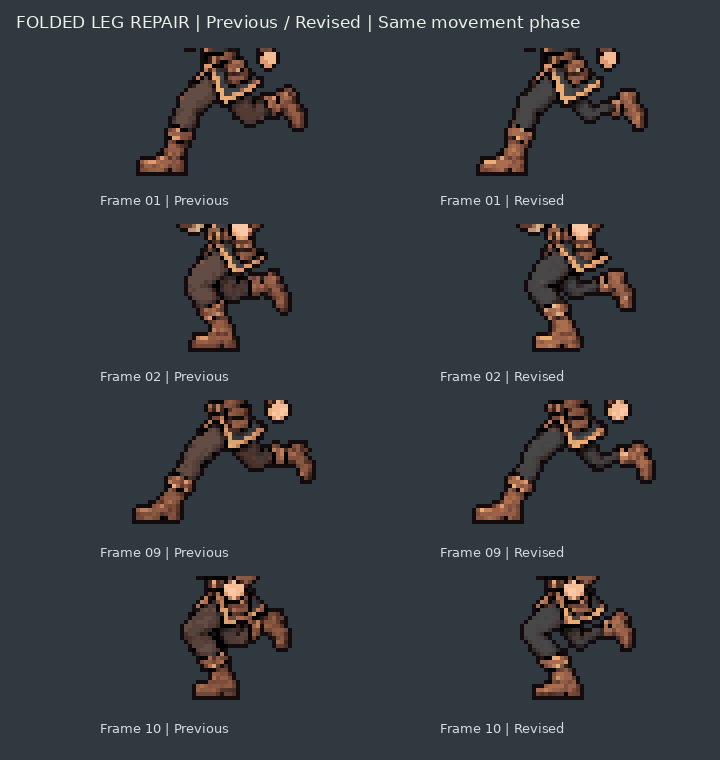 FOLDED LEG REPAIR | Previous / Revised | Same movement phase
Frame 01 | Previous
Frame 01 | Revised
Frame 02 | Previous
Frame 02 | Revised
Frame 09 | Previous
Frame 09 | Revised
Frame 10 | Previous
Frame 10 | Revised